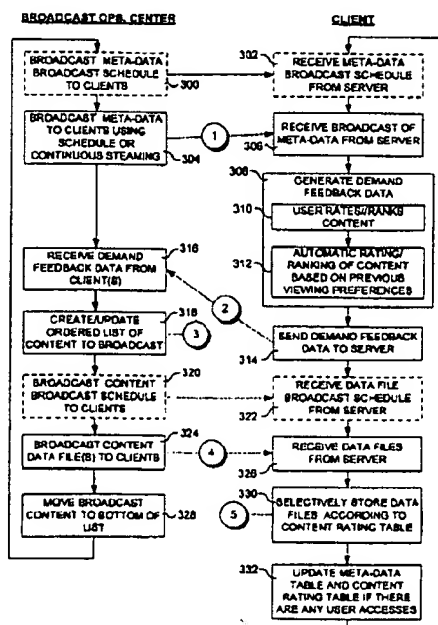 BROADCAST OPS. CENTER
BROADCAST META-DATA
BROADCAST SCHEDULE
TO CLIENTS
300
BROADCAST META-DATA
TO CLIENTS USING
SCHEDULE OR
CONTINUOUS STEAMING
304
1
RECEIVE DEMAND
FEEDBACK DATA FROM
CLIENT(S)
316
2
CREATE/UPDATE
ORDERED LIST OF
CONTENT TO BROADCAST
318
3
BROADCAST CONTENT
BROADCAST SCHEDULE
TO CLIENTS
320
BROADCAST CONTENT
DATA FILE(S) TO CLIENTS
324
4
MOVE BROADCAST
CONTENT TO BOTTOM OF
LIST
328
CLIENT
302
RECEIVE META-DATA
BROADCAST SCHEDULE
FROM SERVER
RECEIVE BROADCAST OF
META-DATA FROM SERVER
306
308
GENERATE DEMAND
FEEDBACK DATA
310
USER RATES/RANKS
CONTENT
312
AUTOMATIC RATING/
RANKING OF CONTENT
BASED ON PREVIOUS
VIEWING PREFERENCES
SEND DEMAND FEEDBACK
DATA TO SERVER
314
RECEIVE DATA FILE
BROADCAST SCHEDULE
FROM SERVER
322
RECEIVE DATA FILES
FROM SERVER
326
330
SELECTIVELY STORE DATA
FILES ACCORDING TO
CONTENT RATING TABLE
5
332
UPDATE META-DATA
TABLE AND CONTENT
RATING TABLE IF THERE
ARE ANY USER ACCESSES